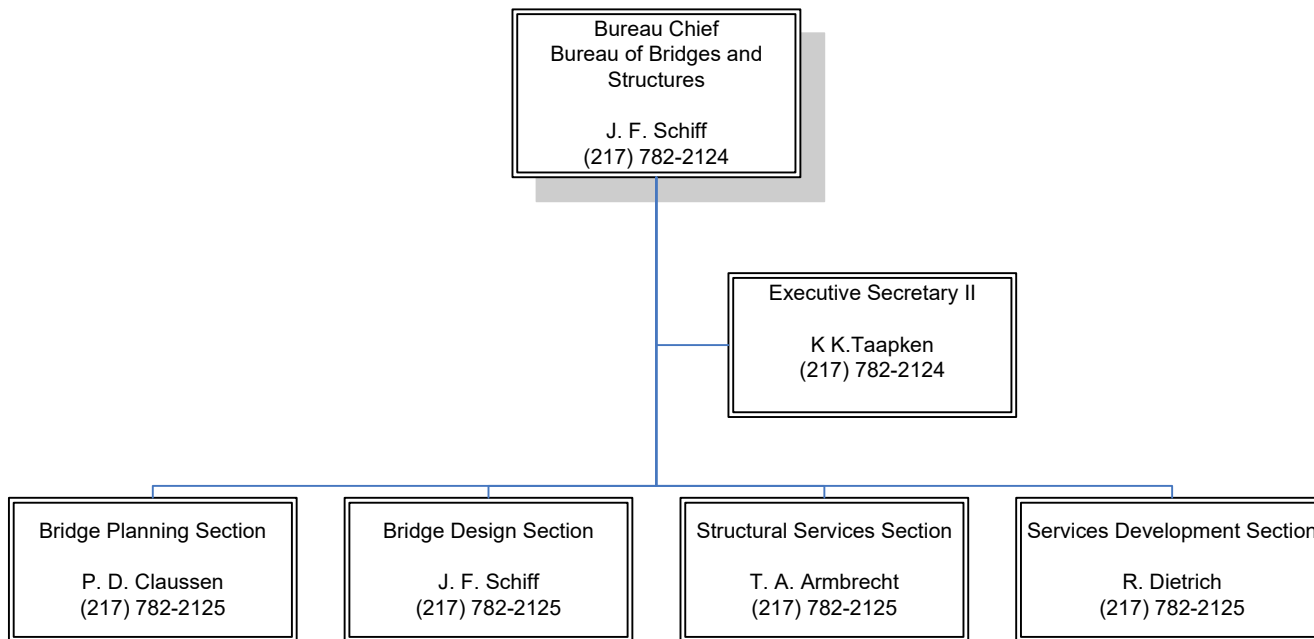 Bureau Chief
Bureau of Bridges and
Structures
J. F. Schiff
(217) 782-2124
Executive Secretary II
K K.Taapken
(217) 782-2124
Bridge Planning Section
P. D. Claussen
(217) 782-2125
Bridge Design Section
J. F. Schiff
(217) 782-2125
Structural Services Section
T. A. Armbrecht
(217) 782-2125
Services Development Section
R. Dietrich
(217) 782-2125